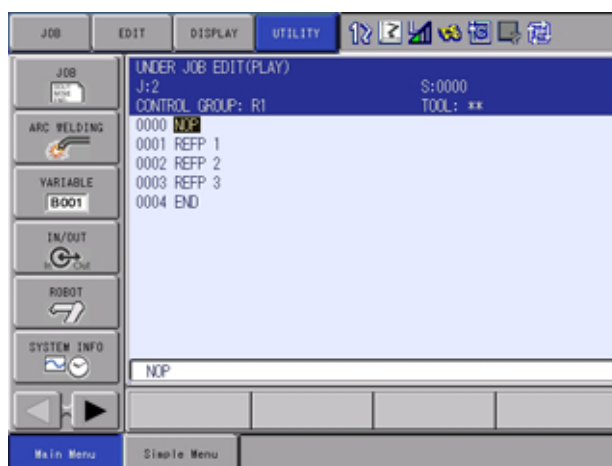 JOB EDIT DISPLAY UTILITY
JOB
ARC WELDING
VARIABLE
B001
IN/OUT
In Out
ROBOT
SYSTEM INFO
UNDER JOB EDIT(PLAY)
J:2 S:0000
CONTROL GROUP: R1 TOOL: **
0000 NOP
0001 REFP 1
0002 REFP 2
0003 REFP 3
0004 END
NOP
Main Menu Simple Menu